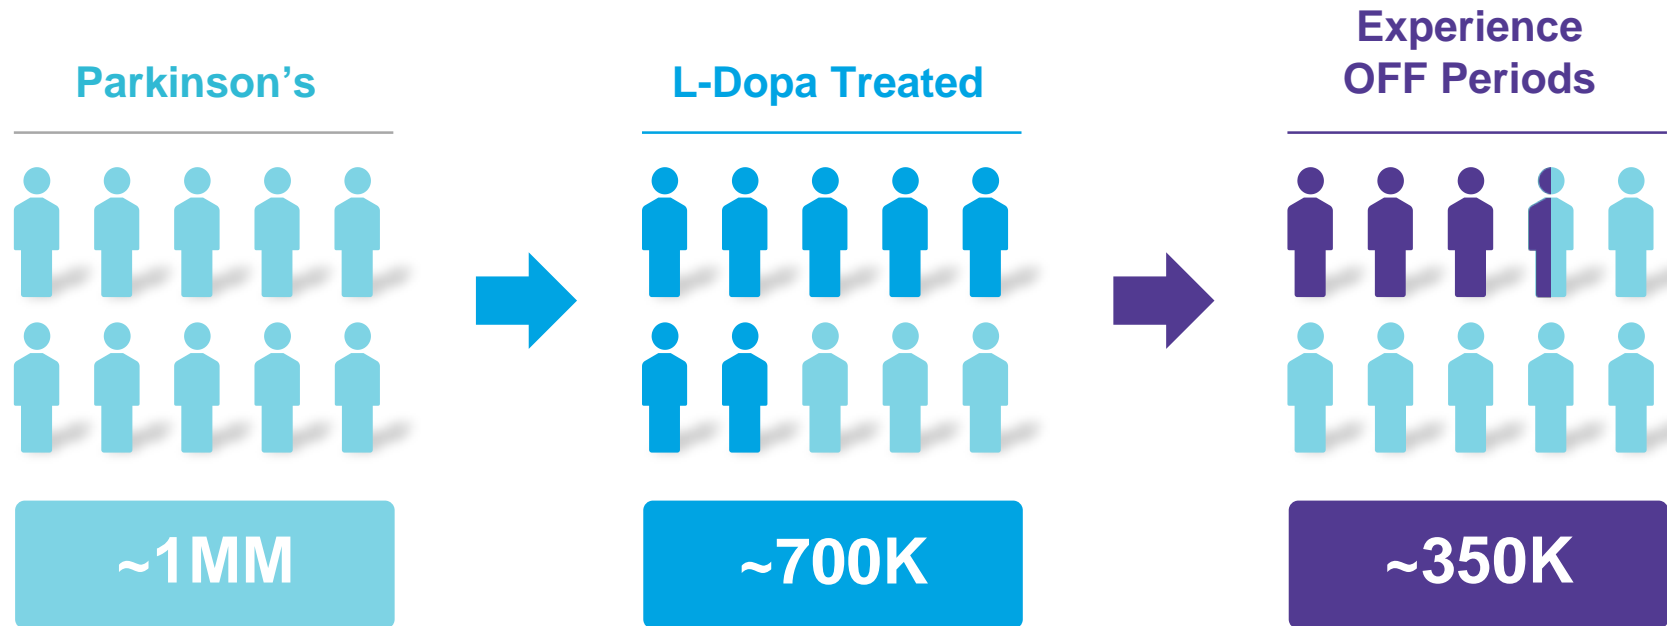 Parkinson’s
~1MM
L-Dopa Treated
~700K
Experience
OFF Periods
~350K